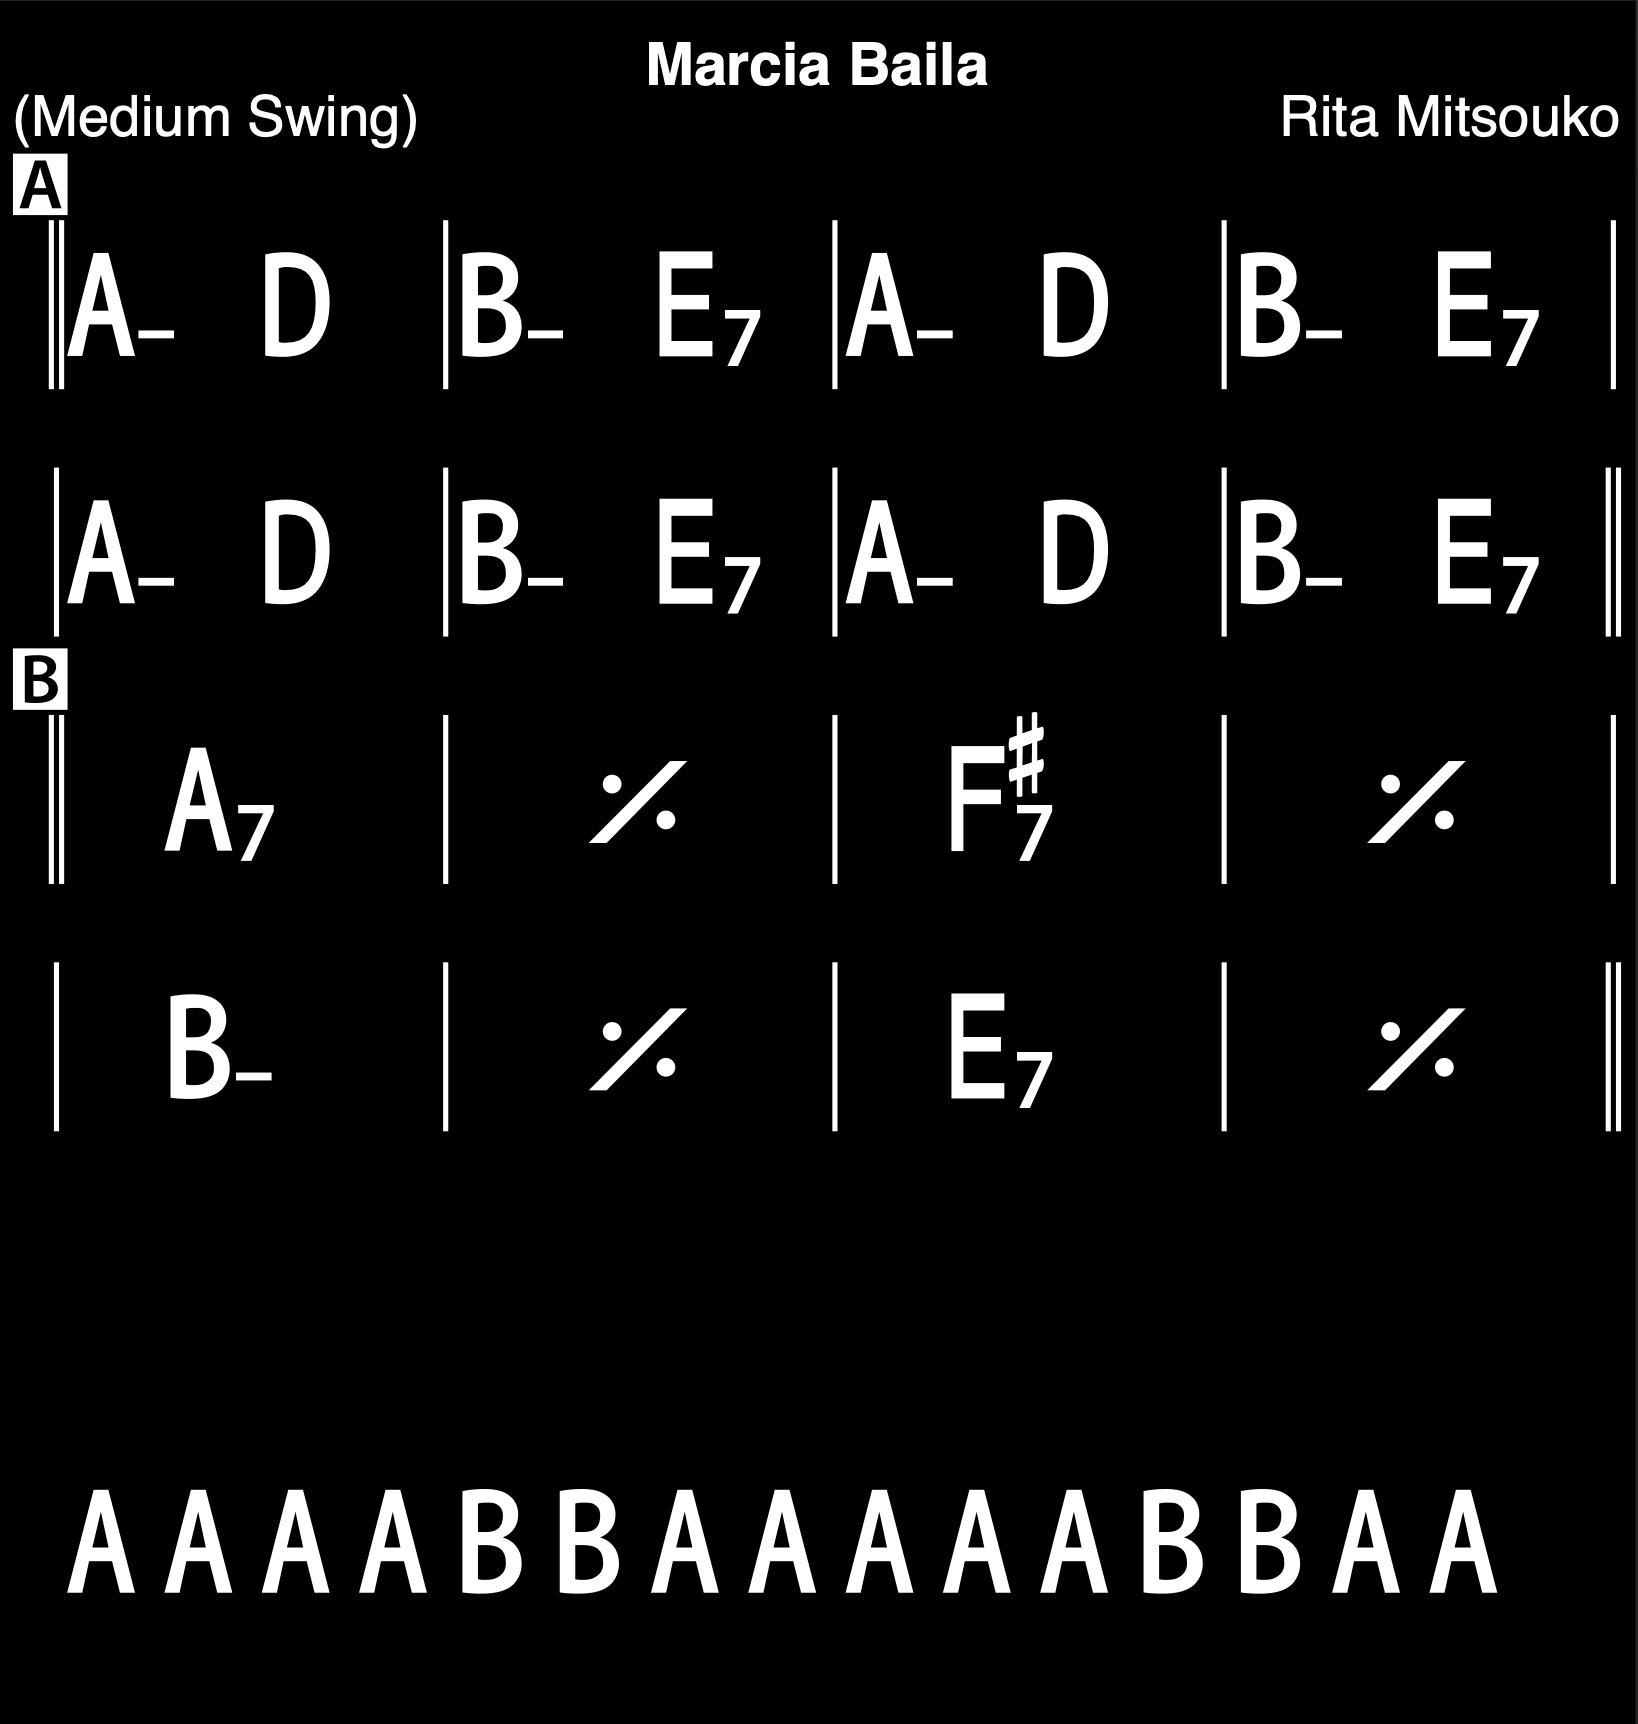 Marcia Baila
(Medium Swing) Rita Mitsouko
A
A– D B– E7 A– D B– E7
A– D B– E7 A– D B– E7
B
A7 𝄎 F♯7 𝄎
B– 𝄎 E7 𝄎
A A A A B B A A A A A B B A A